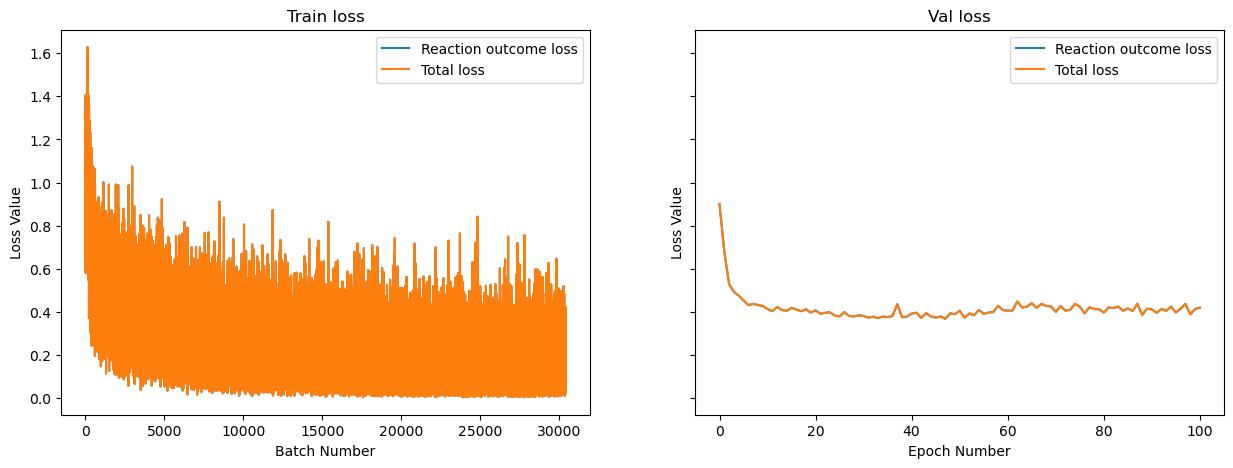 Train loss
Reaction outcome loss
Total loss
Loss Value
1.6
1.4
1.2
1.0
0.8
0.6
0.4
0.2
0.0
0 5000 10000 15000 20000 25000 30000
Batch Number
Val loss
Reaction outcome loss
Total loss
Loss Value
0 20 40 60 80 100
Epoch Number